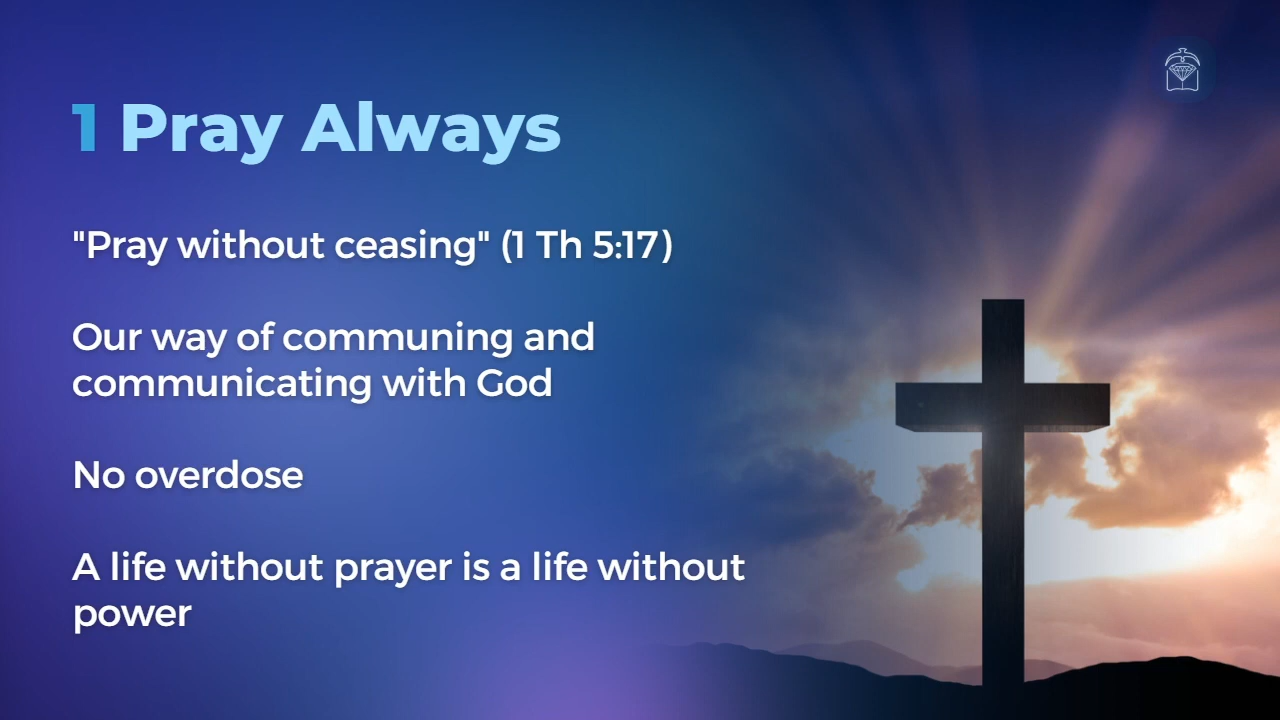 1 Pray Always
"Pray without ceasing" (1 Th 5:17)
Our way of communing and
communicating with God
No overdose
A life without prayer is a life without
power